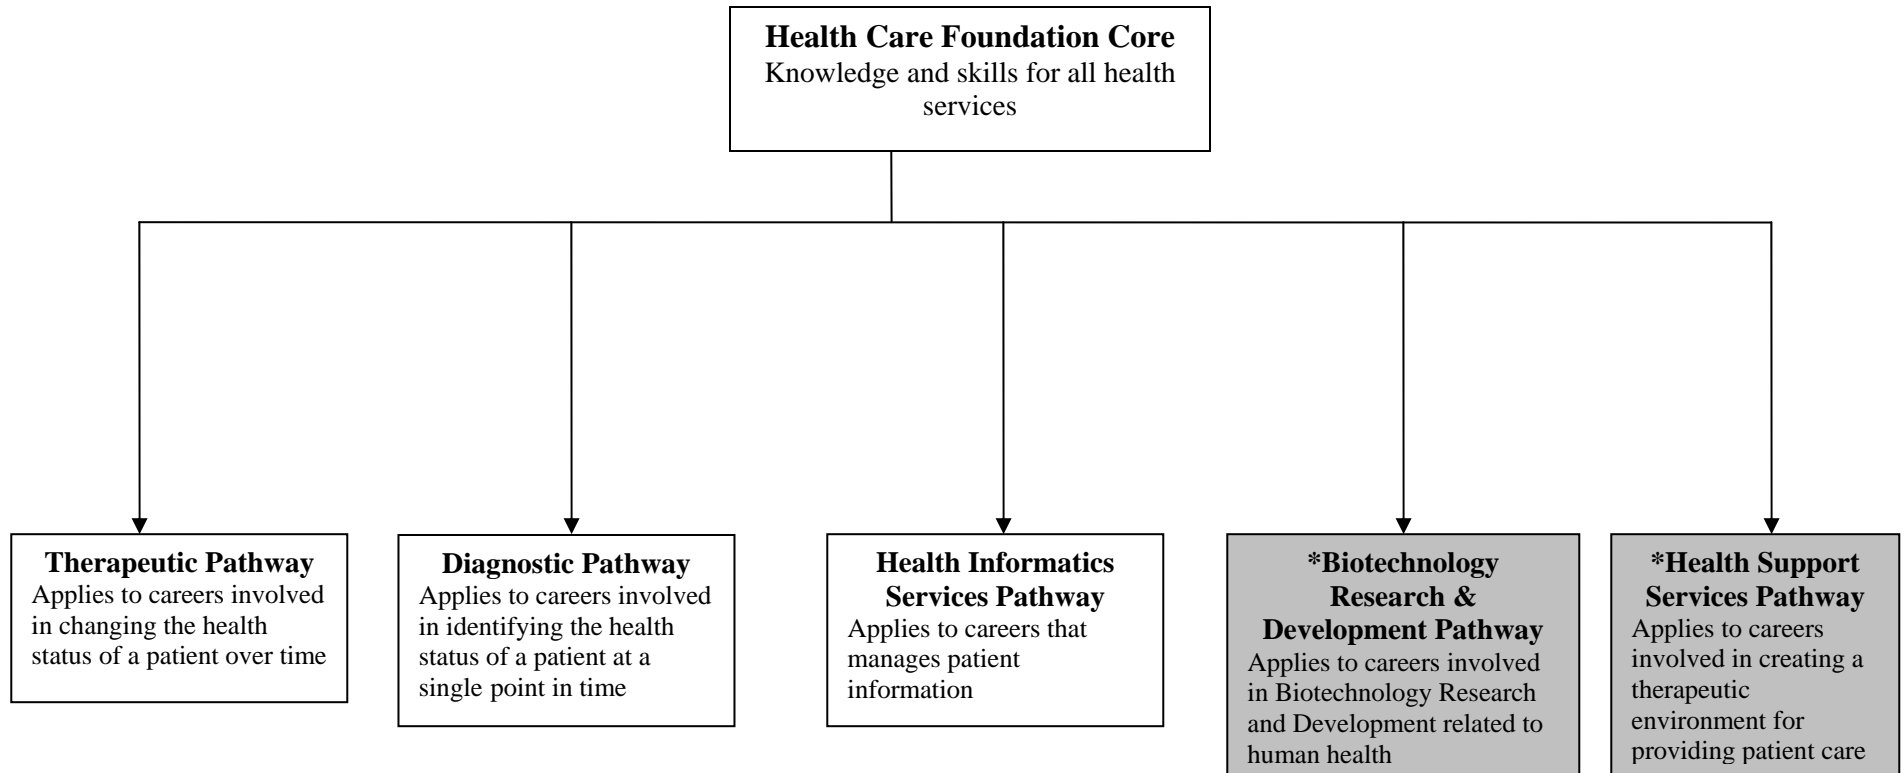 Health Care Foundation Core
Knowledge and skills for all health
services
Therapeutic Pathway
Applies to careers involved
in changing the health
status of a patient over time
Diagnostic Pathway
Applies to careers involved
in identifying the health
status of a patient at a
single point in time
Health Informatics
Services Pathway
Applies to careers that
manages patient
information
*Biotechnology
Research &
Development Pathway
Applies to careers involved
in Biotechnology Research
and Development related to
human health
*Health Support
Services Pathway
Applies to careers
involved in creating a
therapeutic
environment for
providing patient care